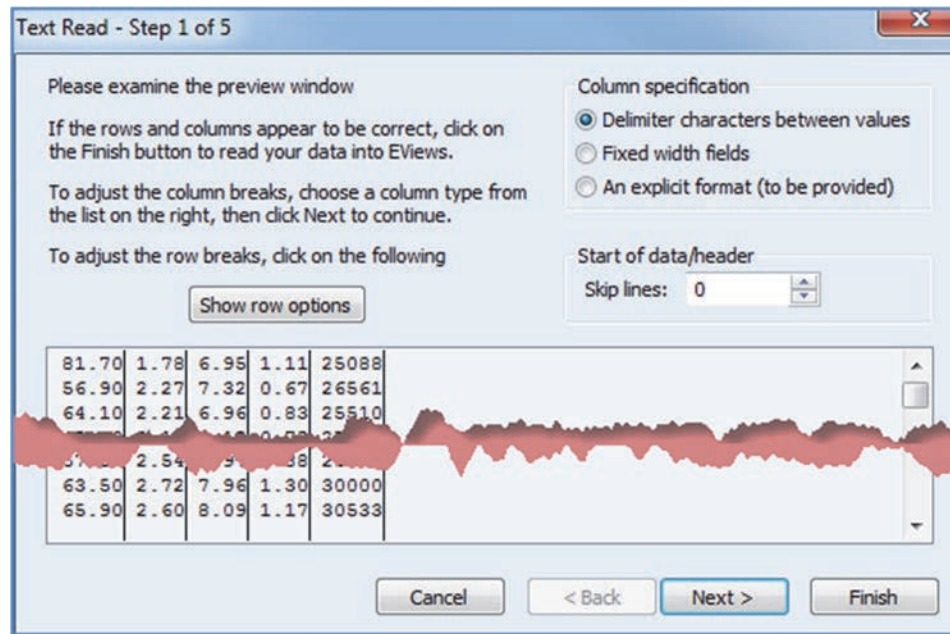 Text Read - Step 1 of 5
Please examine the preview window
If the rows and columns appear to be correct, click on
the Finish button to read your data into EViews.
To adjust the column breaks, choose a column type from
the list on the right, then click Next to continue.
To adjust the row breaks, click on the following
Show row options
Column specification
Delimiter characters between values
Fixed width fields
An explicit format (to be provided)
Start of data/header
Skip lines: 0
81.70 1.78 6.95 1.11 25088
56.90 2.27 7.32 0.67 26561
64.10 2.21 6.96 0.83 25510
2.54
63.50 2.72 7.96 1.30 30000
65.90 2.60 8.09 1.17 30533
Cancel
< Back
Next >
Finish